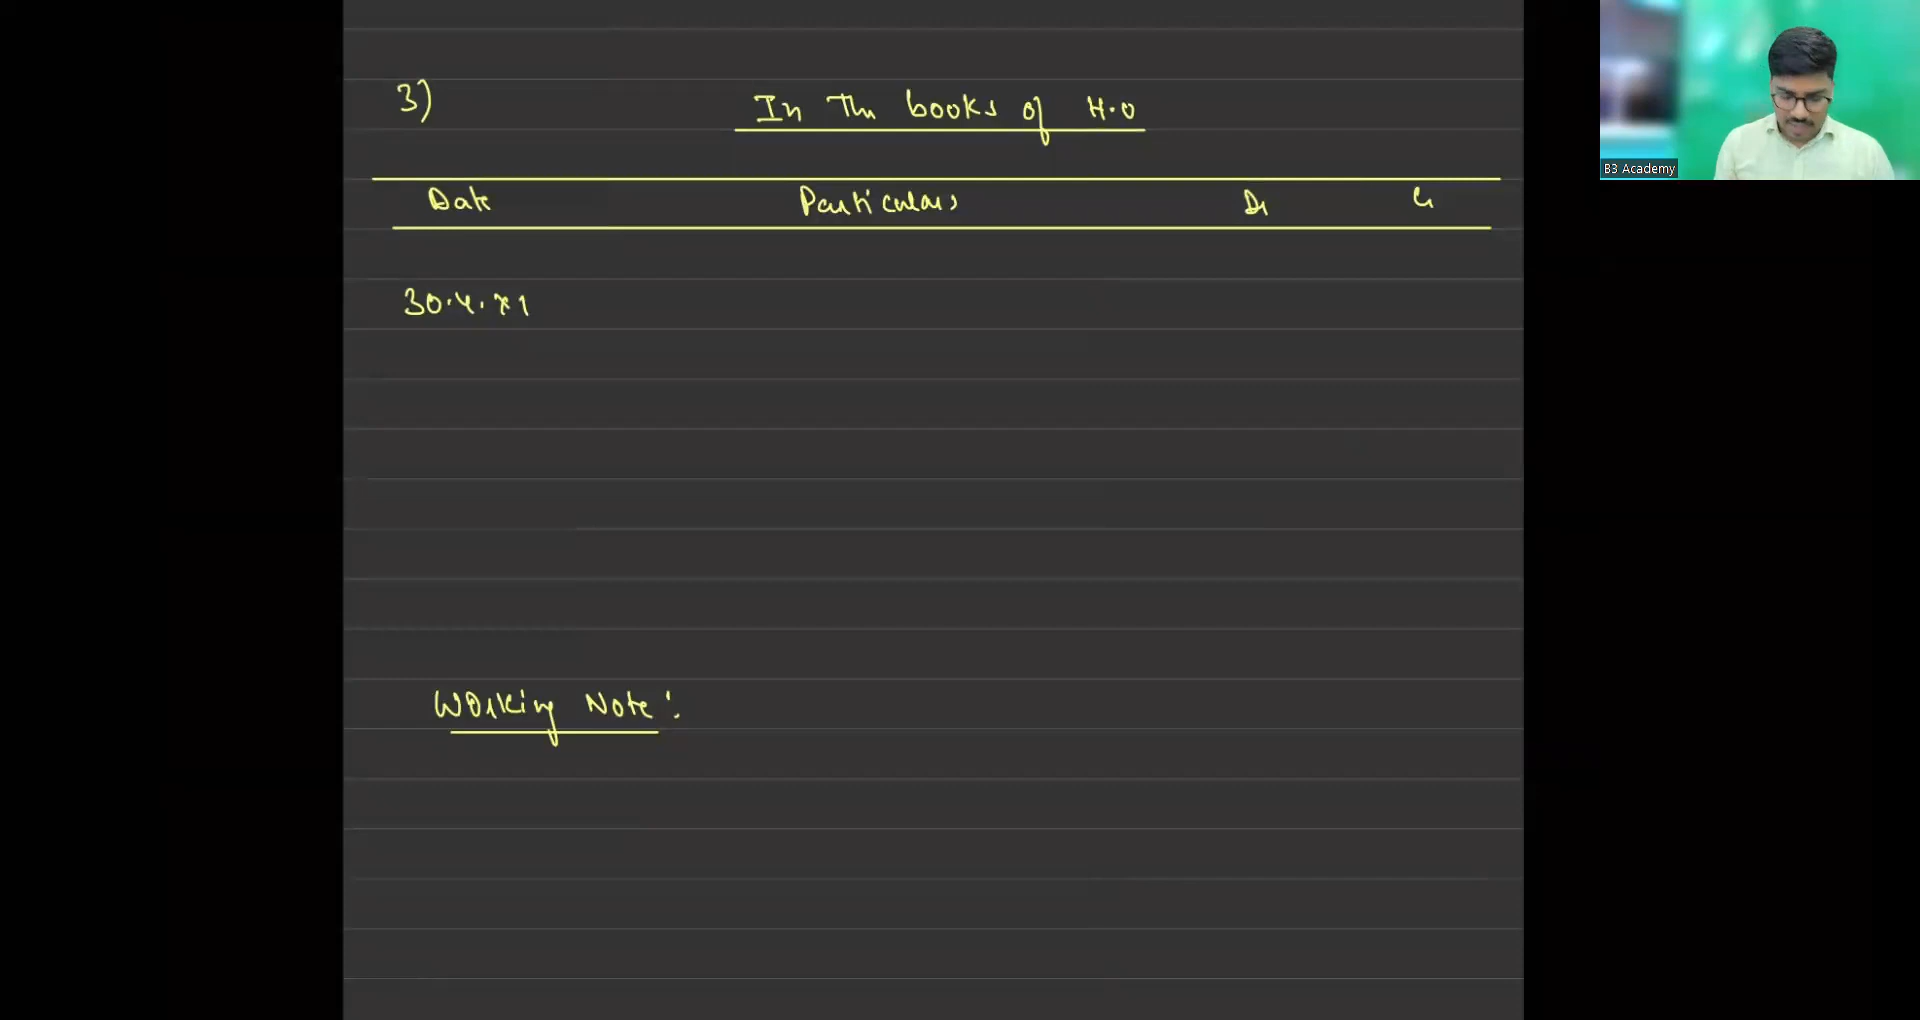 3) In The books of H.O
Date Particulars Dr Cr
30.4.x1
Working Note:
B3 Academy